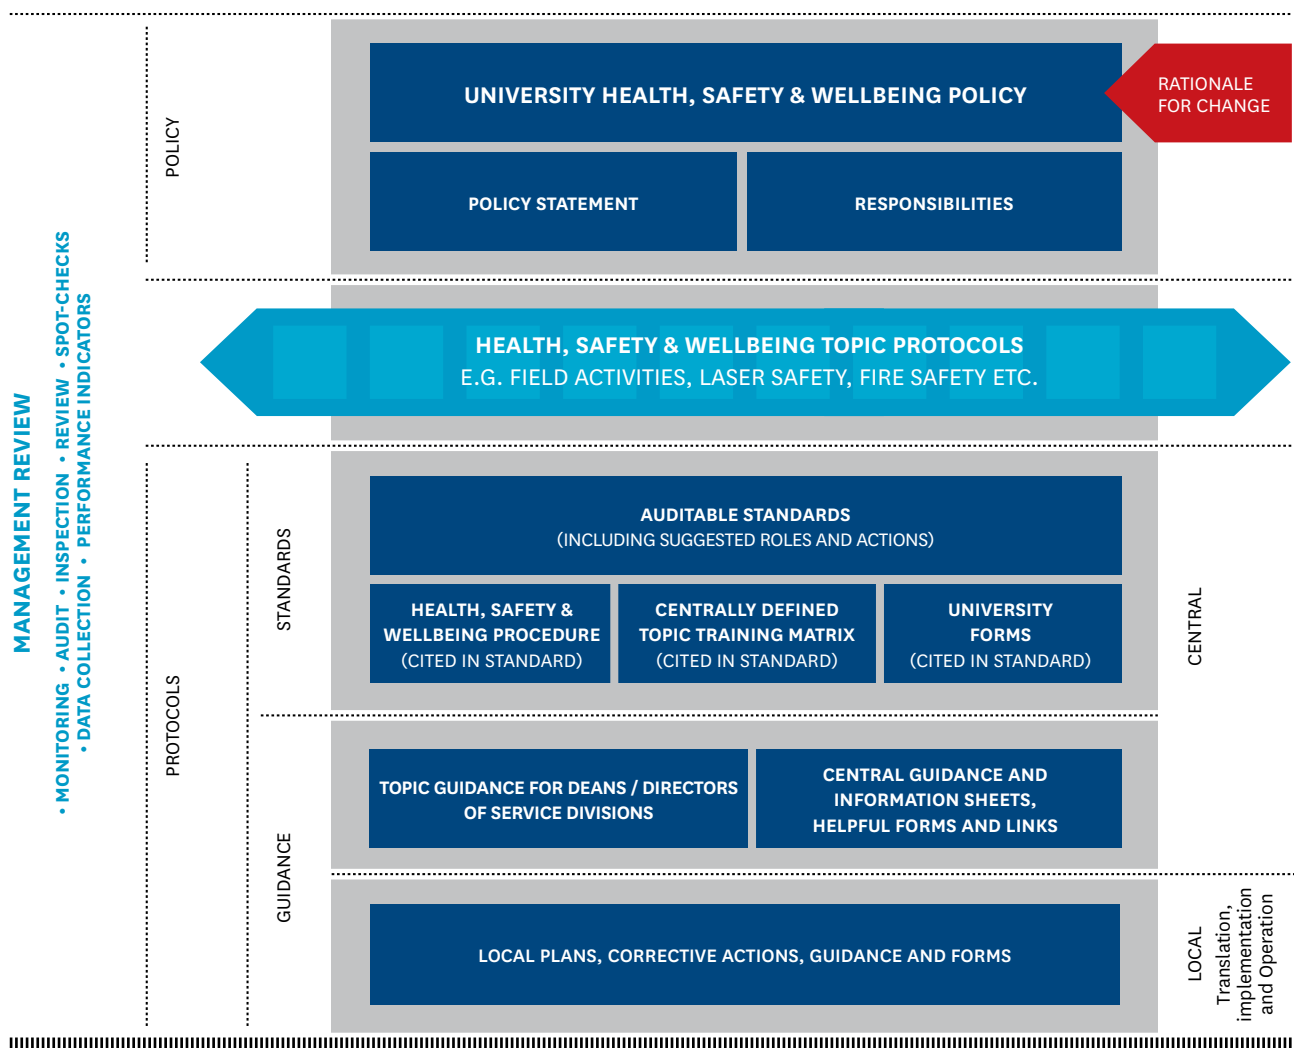 UNIVERSITY HEALTH, SAFETY & WELLBEING POLICY
RATIONALE
FOR CHANGE
POLICY
POLICY STATEMENT
RESPONSIBILITIES
HEALTH, SAFETY & WELLBEING TOPIC PROTOCOLS
E.G. FIELD ACTIVITIES, LASER SAFETY, FIRE SAFETY ETC.
MANAGEMENT REVIEW
• MONITORING • AUDIT • INSPECTION • REVIEW • SPOT-CHECKS
• DATA COLLECTION • PERFORMANCE INDICATORS
PROTOCOLS
STANDARDS
AUDITABLE STANDARDS
(INCLUDING SUGGESTED ROLES AND ACTIONS)
HEALTH, SAFETY &
WELLBEING PROCEDURE
(CITED IN STANDARD)
CENTRALLY DEFINED
TOPIC TRAINING MATRIX
(CITED IN STANDARD)
UNIVERSITY
FORMS
(CITED IN STANDARD)
CENTRAL
GUIDANCE
TOPIC GUIDANCE FOR DEANS / DIRECTORS
OF SERVICE DIVISIONS
CENTRAL GUIDANCE AND
INFORMATION SHEETS,
HELPFUL FORMS AND LINKS
LOCAL PLANS, CORRECTIVE ACTIONS, GUIDANCE AND FORMS
LOCAL
Translation,
implementation
and Operation